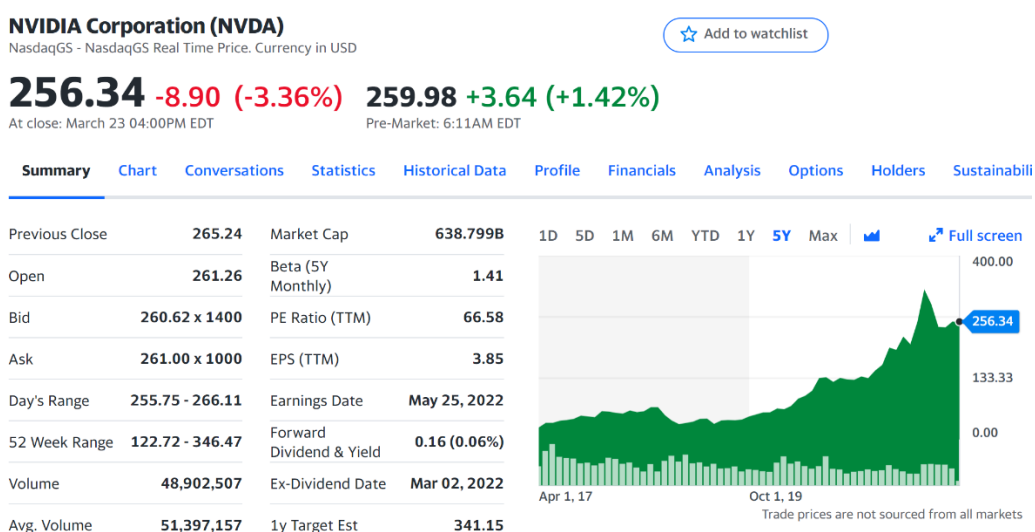 NVIDIA Corporation (NVDA)
NasdaqGS - NasdaqGS Real Time Price. Currency in USD
Add to watchlist
256.34 -8.90 (-3.36%) 259.98 +3.64 (+1.42%)
At close: March 23 04:00PM EDT Pre-Market: 6:11AM EDT
Summary Chart Conversations Statistics Historical Data Profile Financials Analysis Options Holders Sustainabili
Previous Close 265.24
Open 261.26
Bid 260.62 x 1400
Ask 261.00 x 1000
Day's Range 255.75 - 266.11
52 Week Range 122.72 - 346.47
Volume 48,902,507
Avg. Volume 51,397,157
Market Cap 638.799B
Beta (5Y
Monthly) 1.41
PE Ratio (TTM) 66.58
EPS (TTM) 3.85
Earnings Date May 25, 2022
Forward
Dividend & Yield 0.16 (0.06%)
Ex-Dividend Date Mar 02, 2022
1y Target Est 341.15
1D 5D 1M 6M YTD 1Y 5Y Max Full screen
400.00
256.34
133.33
0.00
Apr 1, 17 Oct 1, 19
Trade prices are not sourced from all markets